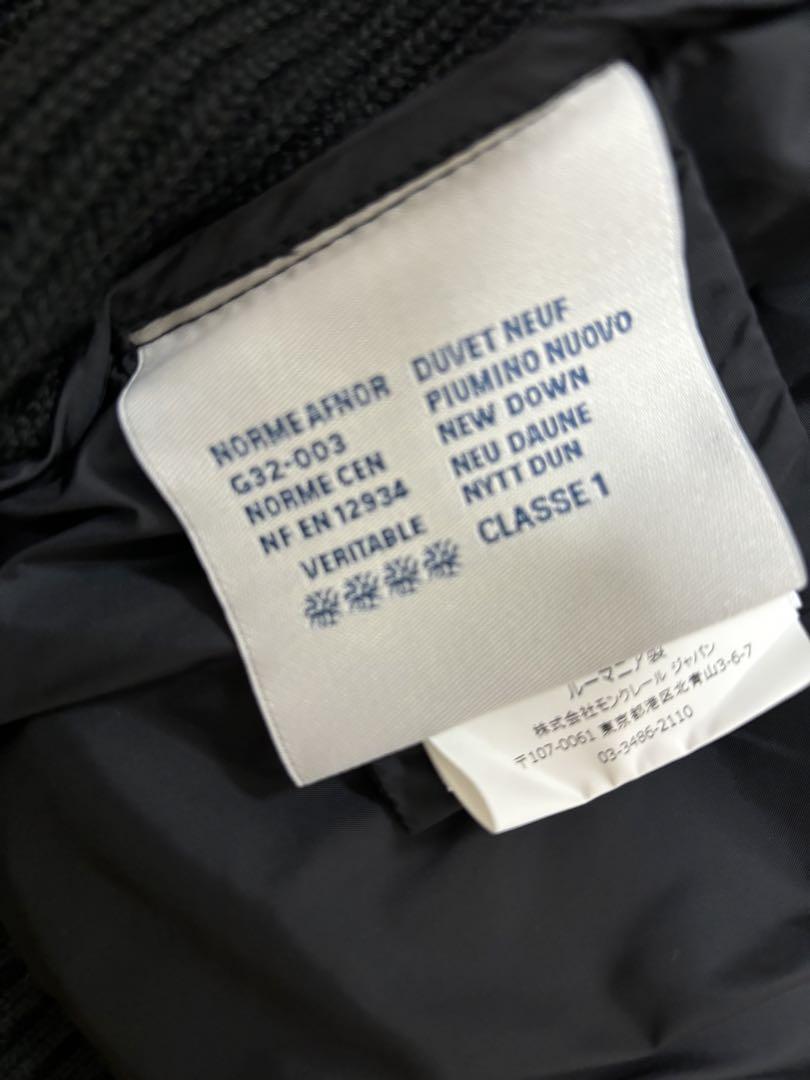 NORME AFNOR
G32-003
NORME CEN
NF EN 12934
VERITABLE
DUVET NEUF
PIUMINO NUOVO
NEW DOWN
NEU DAUNE
NYTT DUN
CLASSE 1
ルーマニア製
株式会社モンクレール ジャパン
〒107-0061 東京都港区北青山3-6-7
03-3486-2110